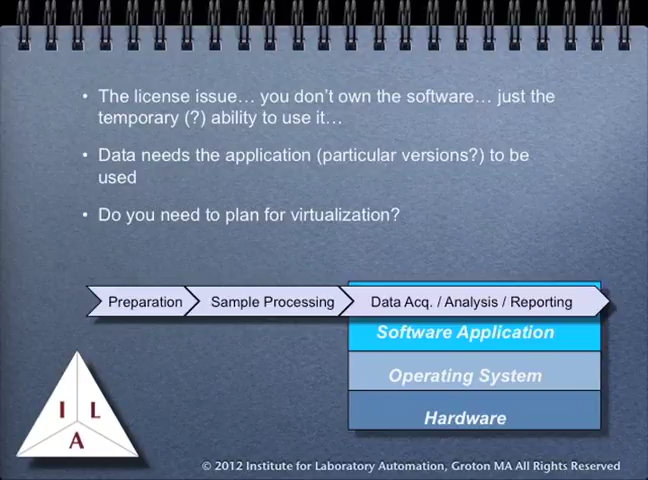 • The license issue… you don’t own the software… just the
temporary (?) ability to use it…
• Data needs the application (particular versions?) to be
used
• Do you need to plan for virtualization?
Preparation Sample Processing Data Acq. / Analysis / Reporting
Software Application
Operating System
Hardware
I L
A
© 2012 Institute for Laboratory Automation, Groton MA All Rights Reserved